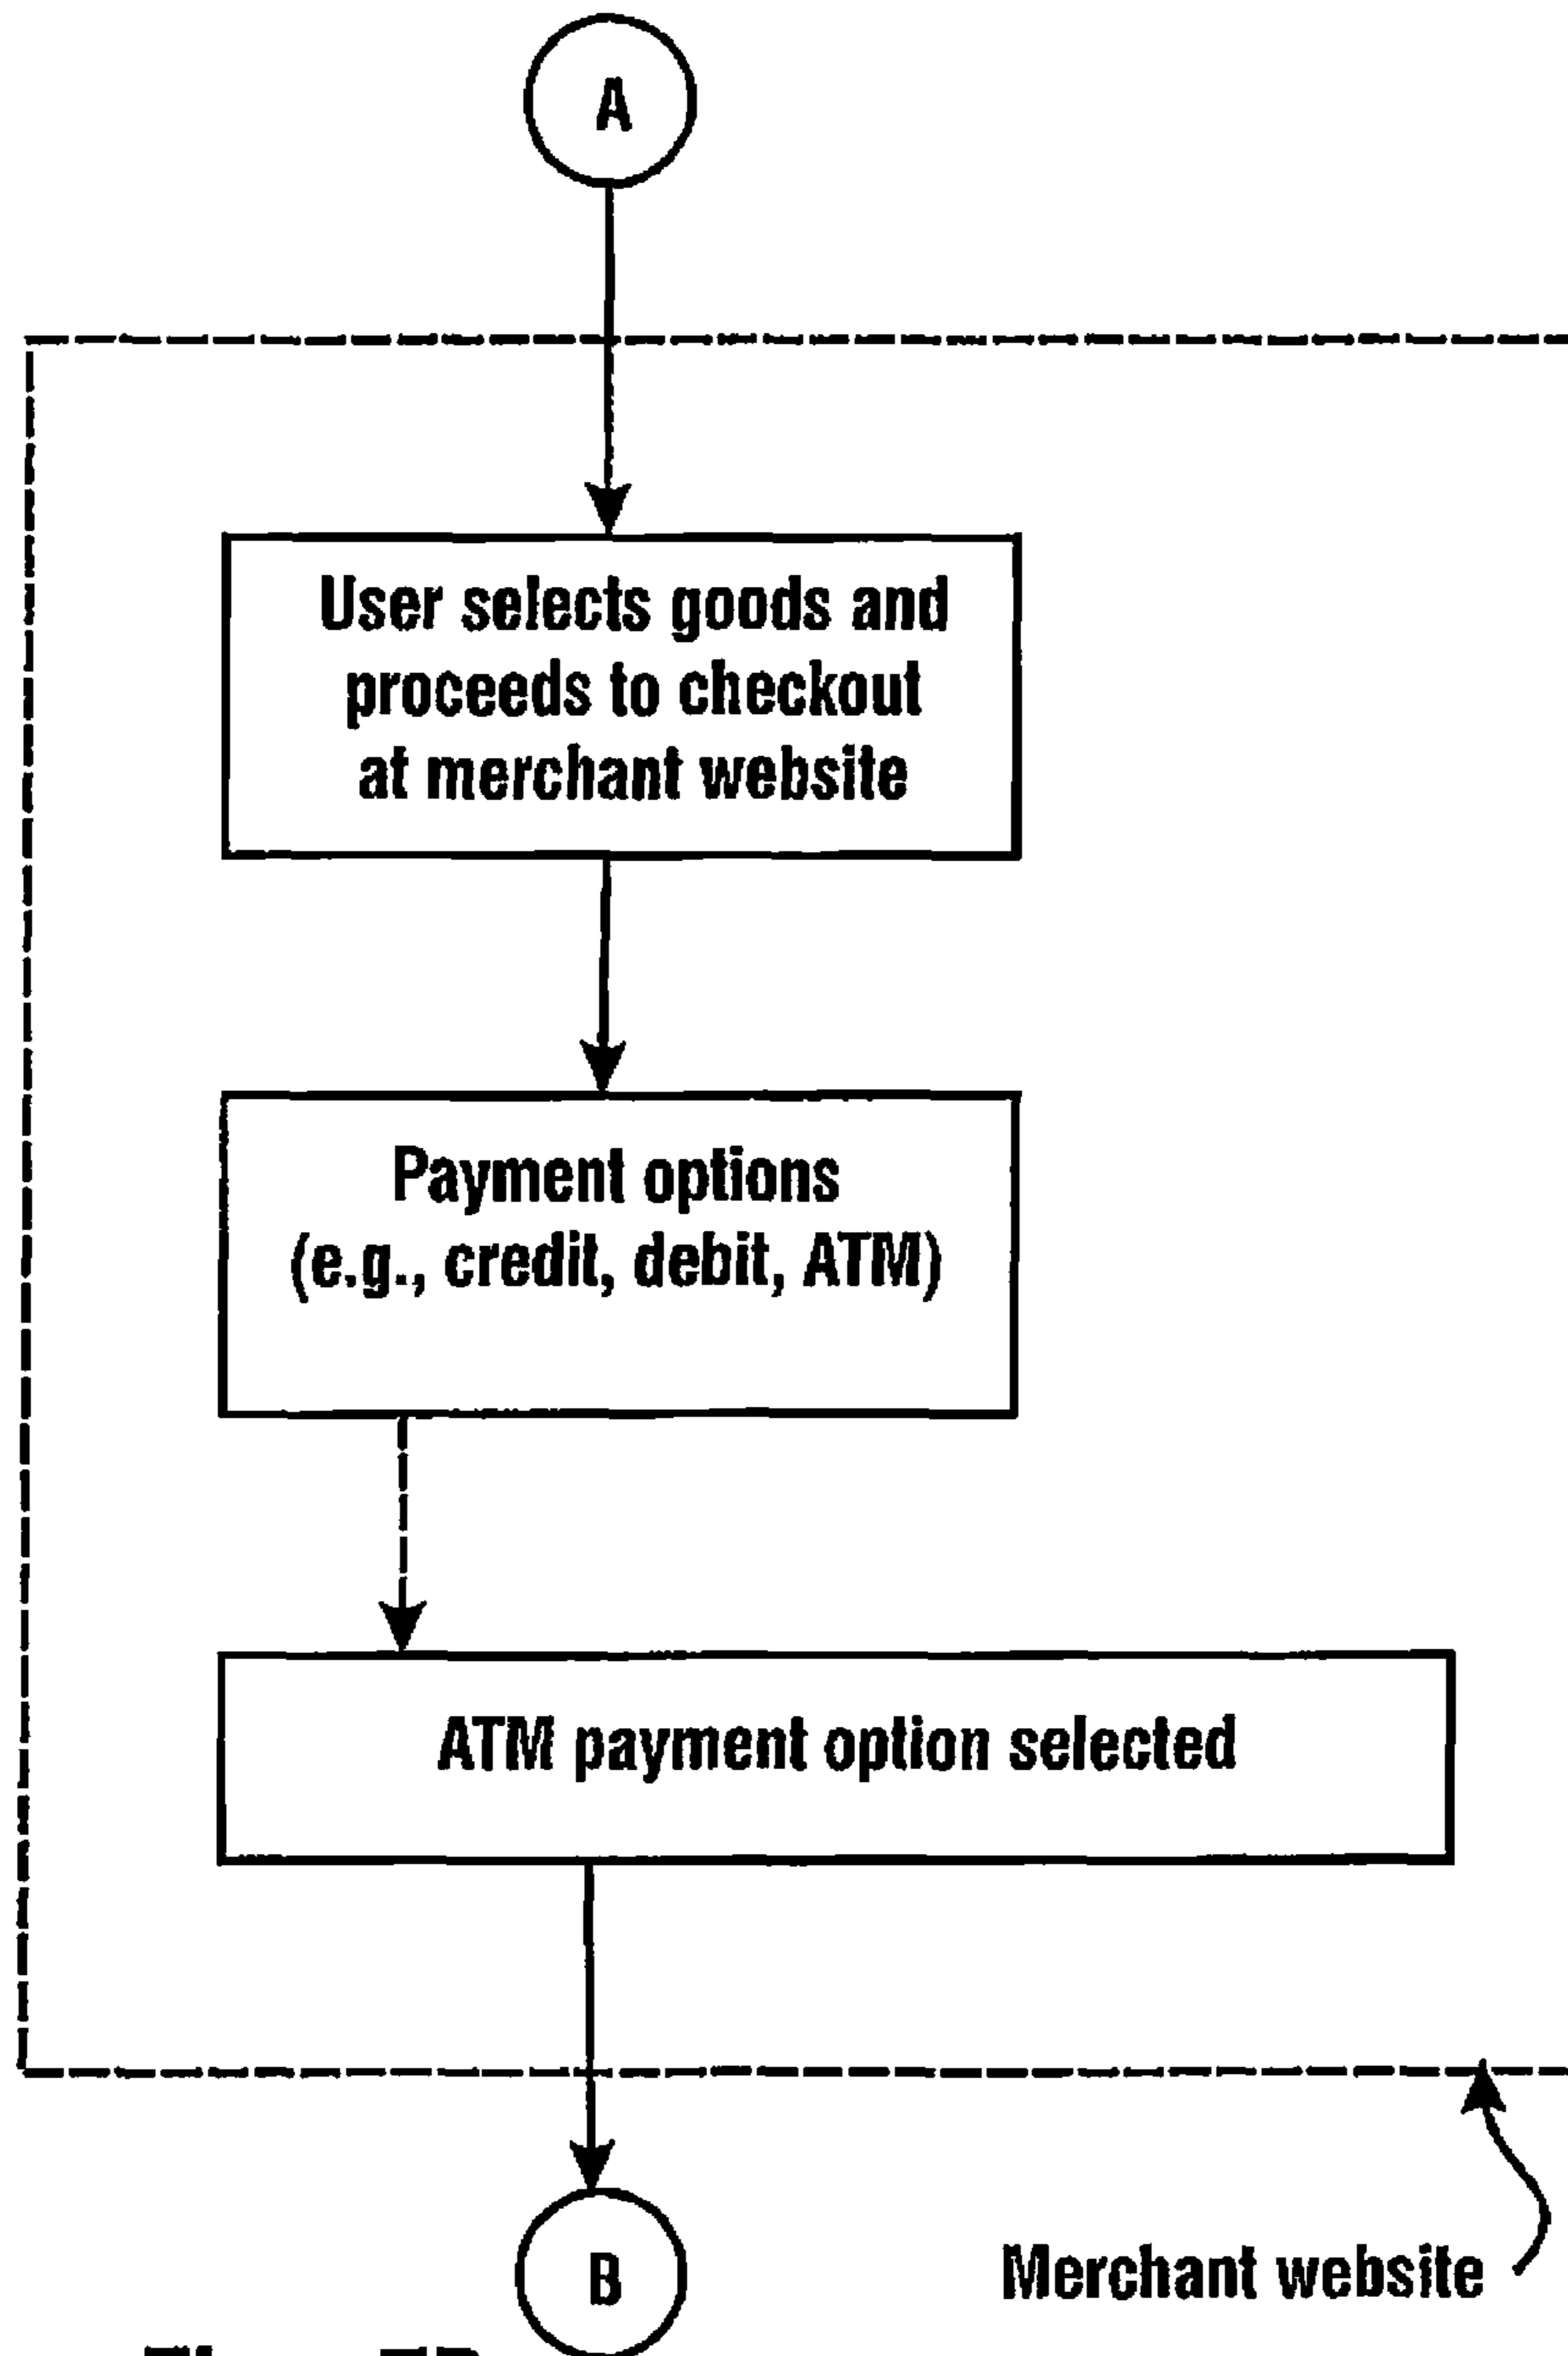 A
User selects goods and
proceeds to checkout
at merchant website
Payment options
(e.g., credit, debit, ATM)
ATM payment option selected
B
Merchant website